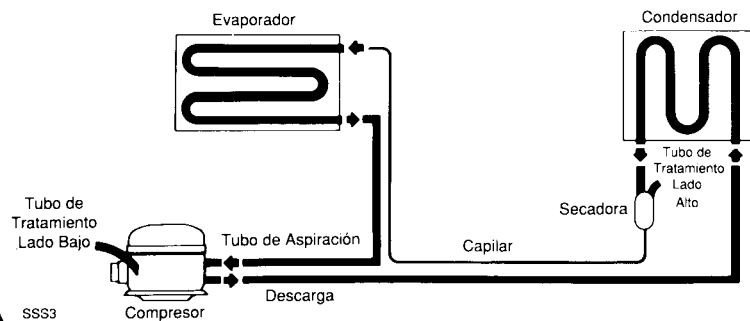 Evaporador
Condensador
Tubo de
Tratamiento
Lado
Alto
Secadora
Tubo de
Tratamiento
Lado Bajo
Tubo de Aspiración
Capilar
Descarga
SSS3
Compresor